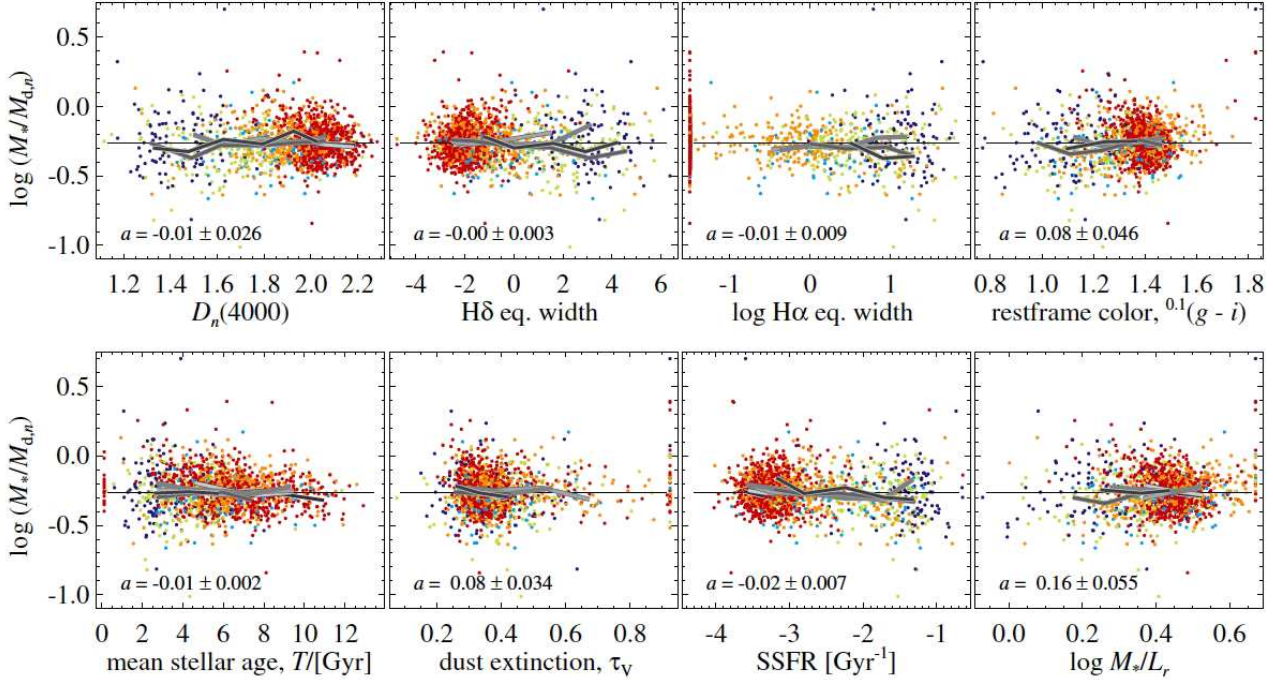 log (M*/Md,n)
0.5
0.0
-0.5
-1.0
a = -0.01 ± 0.026
a = -0.00 ± 0.003
a = -0.01 ± 0.009
a = 0.08 ± 0.046
1.2 1.4 1.6 1.8 2.0 2.2
-4 -2 0 2 4 6
-1 0 1
0.8 1.0 1.2 1.4 1.6 1.8
Dn(4000)
Hδ eq. width
log Hα eq. width
restframe color, 0.1(g - i)
log (M*/Md,n)
0.5
0.0
-0.5
-1.0
a = -0.01 ± 0.002
a = 0.08 ± 0.034
a = -0.02 ± 0.007
a = 0.16 ± 0.055
0 2 4 6 8 10 12
0.2 0.4 0.6 0.8
-4 -3 -2 -1
0.0 0.2 0.4 0.6
mean stellar age, T/[Gyr]
dust extinction, τV
SSFR [Gyr-1]
log M*/Lr